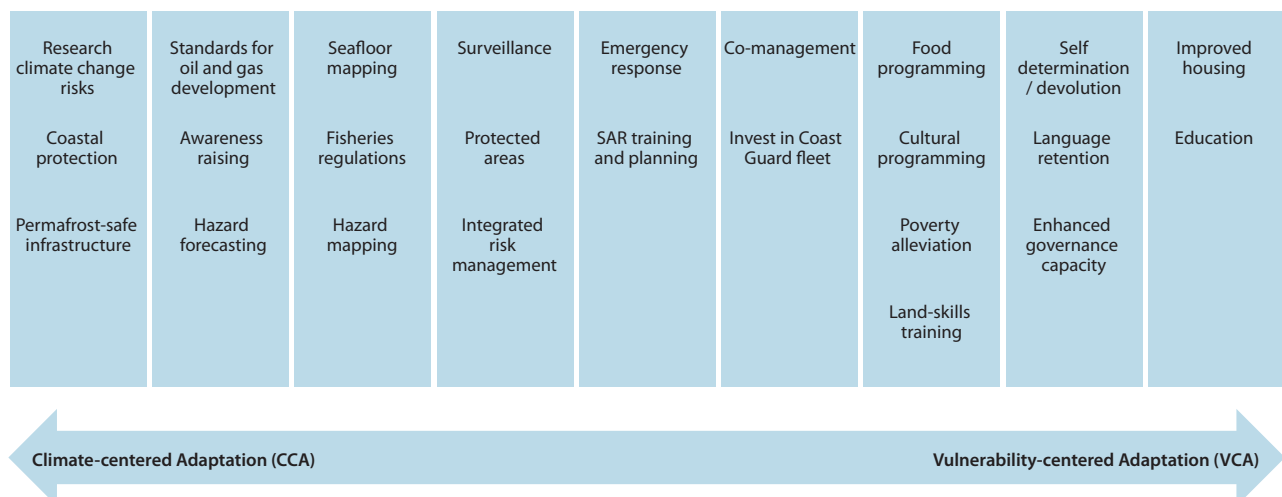 Research
climate change
risks
Coastal
protection
Permafrost-safe
infrastructure
Standards for
oil and gas
development
Awareness
raising
Hazard
forecasting
Seafloor
mapping
Fisheries
regulations
Hazard
mapping
Surveillance
Protected
areas
Integrated
risk
management
Emergency
response
SAR training
and planning
Co-management
Invest in Coast
Guard fleet
Food
programming
Cultural
programming
Poverty
alleviation
Land-skills
training
Self
determination
/ devolution
Language
retention
Enhanced
governance
capacity
Improved
housing
Education
Climate-centered Adaptation (CCA)
Vulnerability-centered Adaptation (VCA)